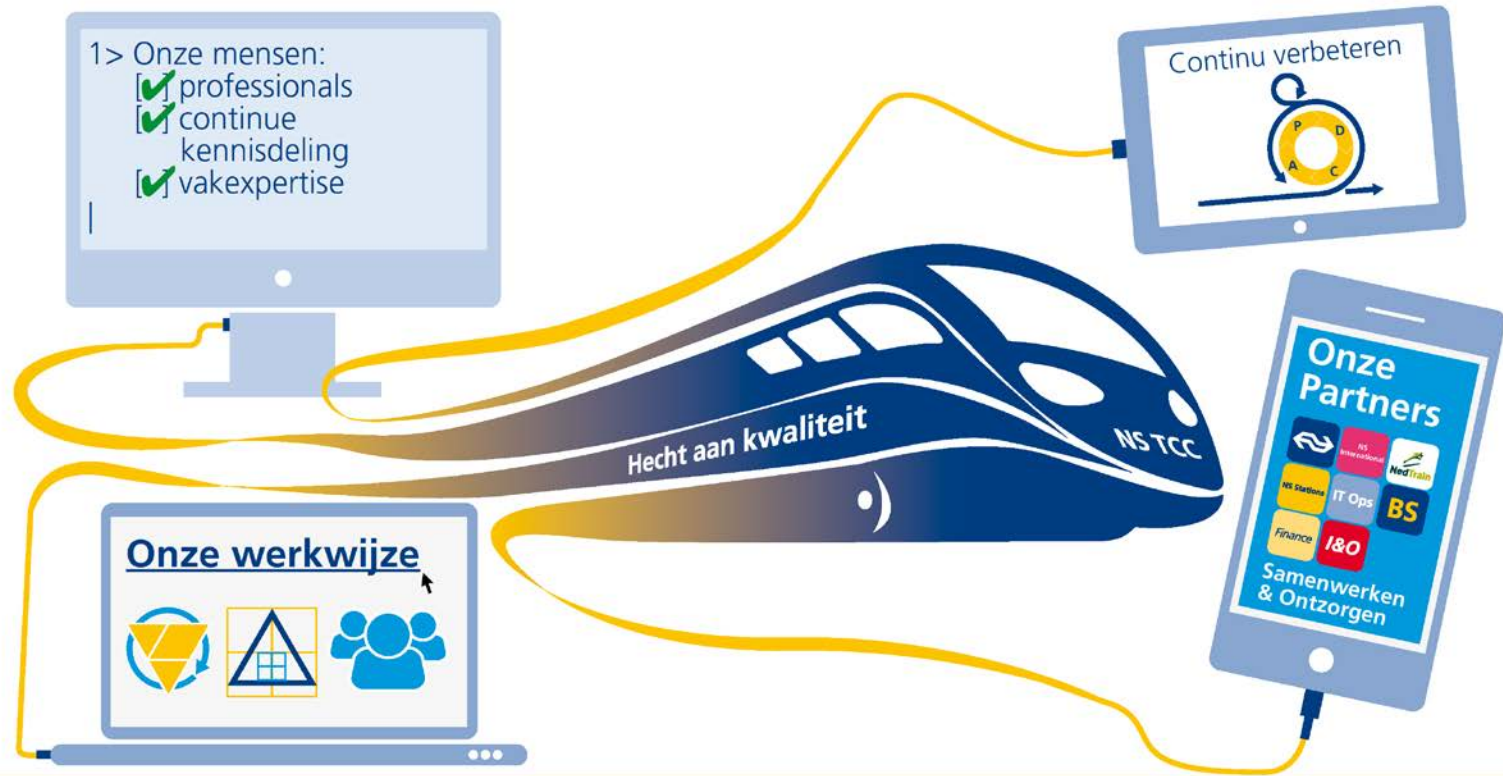 1> Onze mensen:
[✔] professionals
[✔] continue
kennisdeling
[✔] vakexpertise
|
Continu verbeteren
P
D
A
C
Hecht aan kwaliteit
NS TCC
Onze werkwijze
Onze
Partners
NS
International
NedTrain
NS Stations
IT Ops
BS
Finance
I&O
Samenwerken
& Ontzorgen